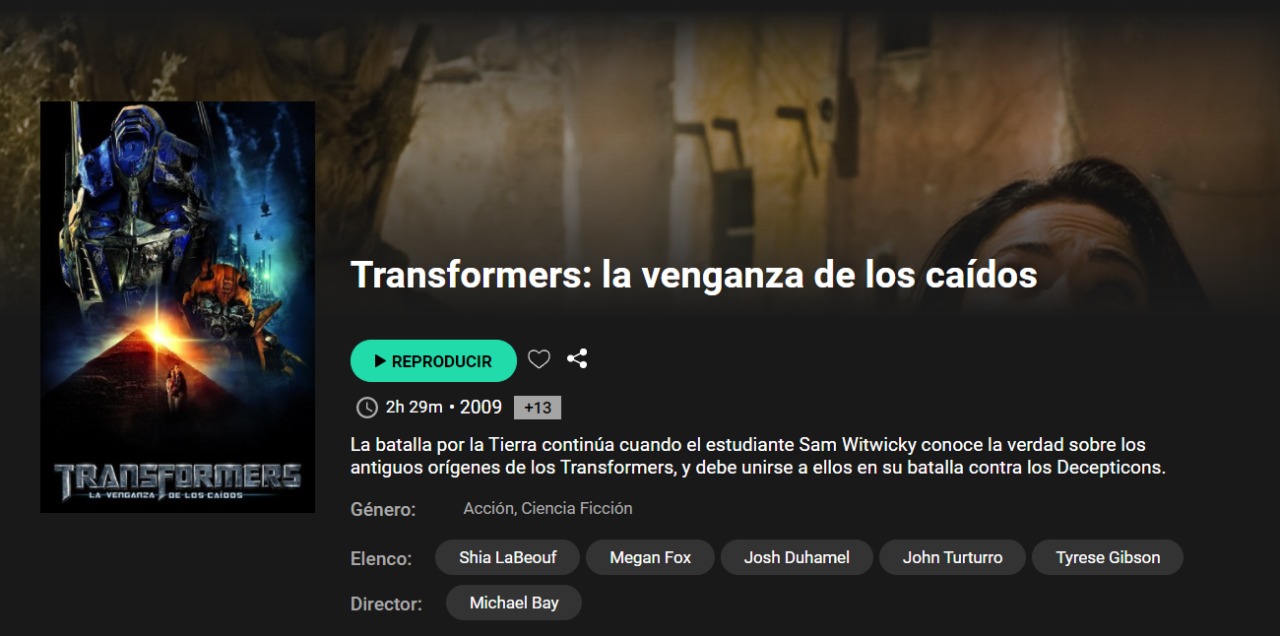 Transformers: la venganza de los caídos
REPRODUCIR
2h 29m • 2009 +13
La batalla por la Tierra continúa cuando el estudiante Sam Witwicky conoce la verdad sobre los
antiguos orígenes de los Transformers, y debe unirse a ellos en su batalla contra los Decepticons.
TRANSFORMERS
LA VENGANZA DE LOS CAÍDOS
Género: Acción, Ciencia Ficción
Elenco: Shia LaBeouf Megan Fox Josh Duhamel John Turturro Tyrese Gibson
Director: Michael Bay